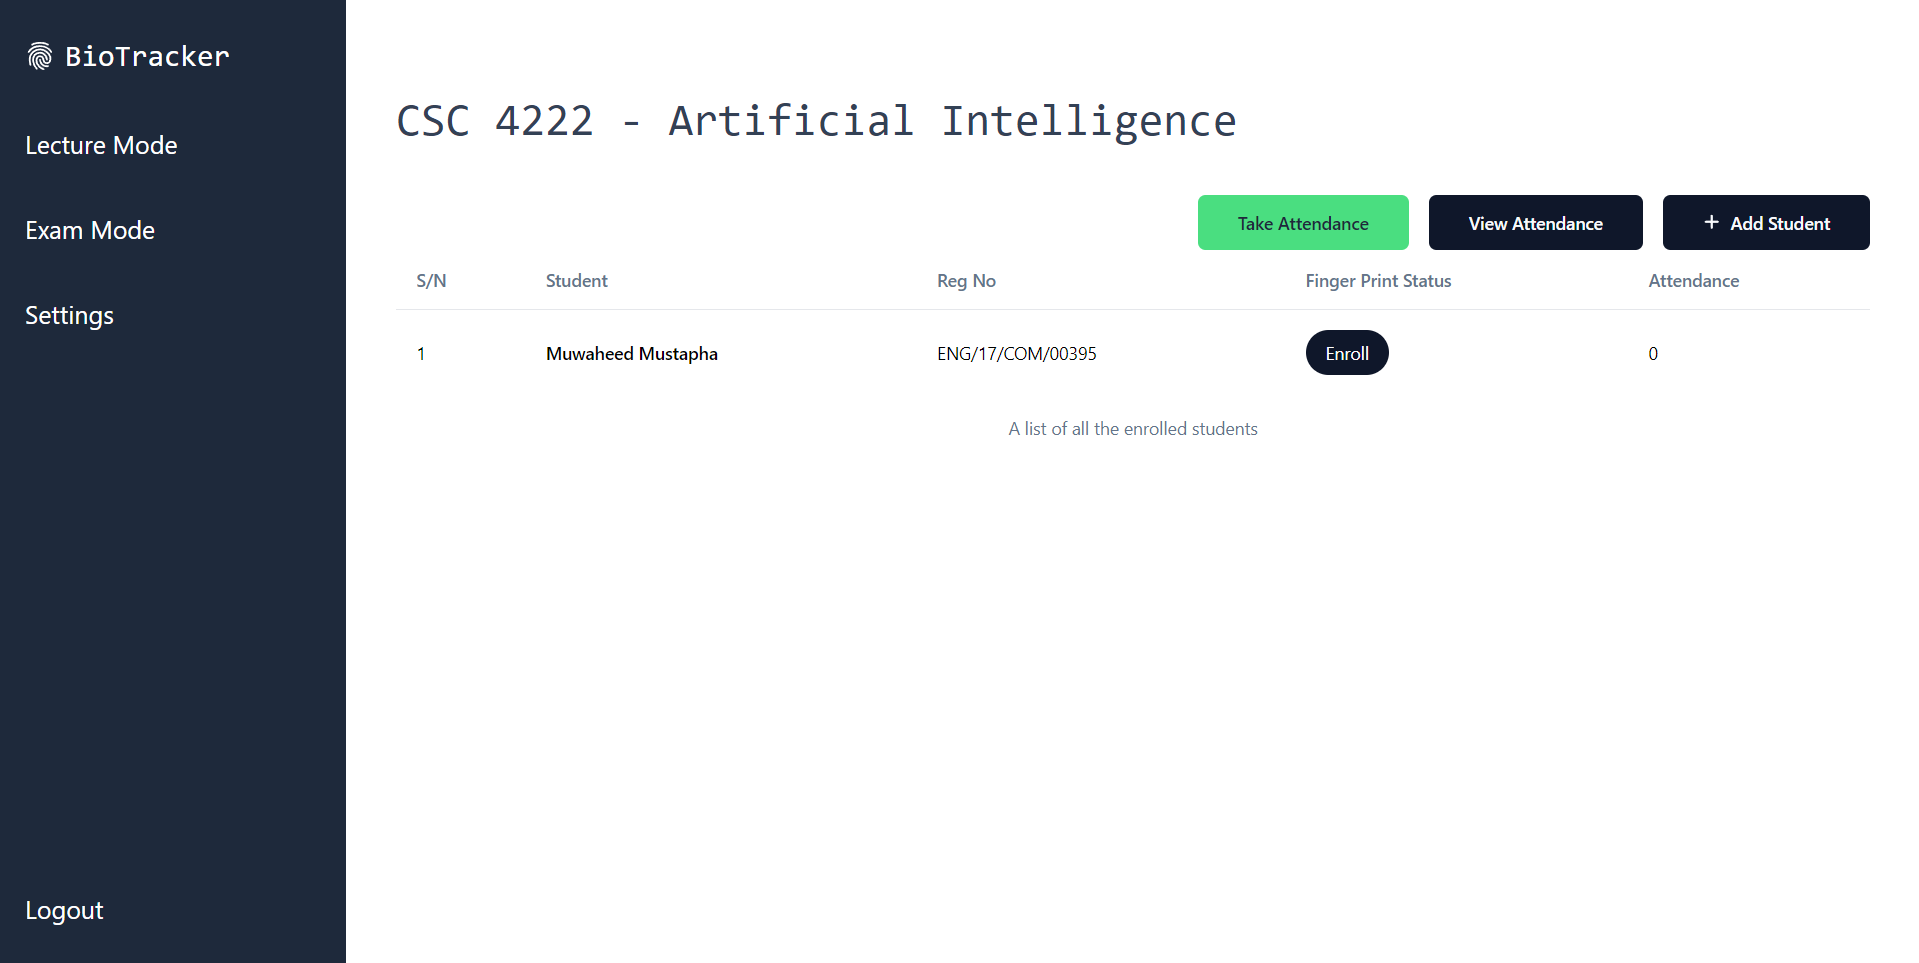 BioTracker
Lecture Mode
Exam Mode
Settings
Logout
CSC 4222 - Artificial Intelligence
Take Attendance View Attendance + Add Student
S/N Student Reg No Finger Print Status Attendance
1 Muwaheed Mustapha ENG/17/COM/00395 Enroll 0
A list of all the enrolled students